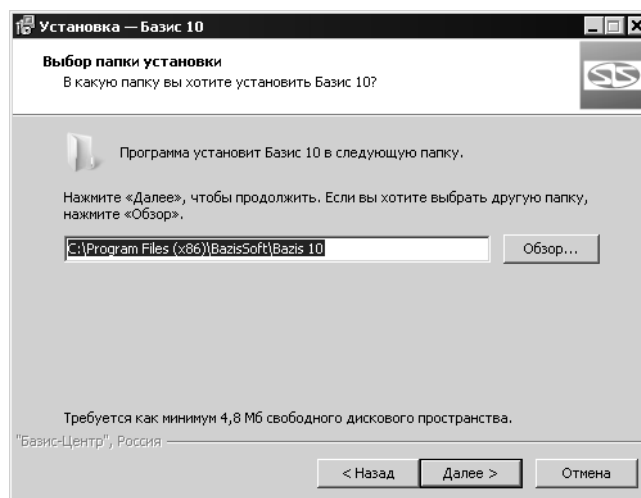 Установка — Базис 10
Выбор папки установки
В какую папку вы хотите установить Базис 10?
Программа установит Базис 10 в следующую папку.
Нажмите «Далее», чтобы продолжить. Если вы хотите выбрать другую папку,
нажмите «Обзор».
C:\Program Files (x86)\BazisSoft\Bazis 10
Обзор...
Требуется как минимум 4,8 Мб свободного дискового пространства.
"Базис-Центр", Россия
< Назад
Далее >
Отмена